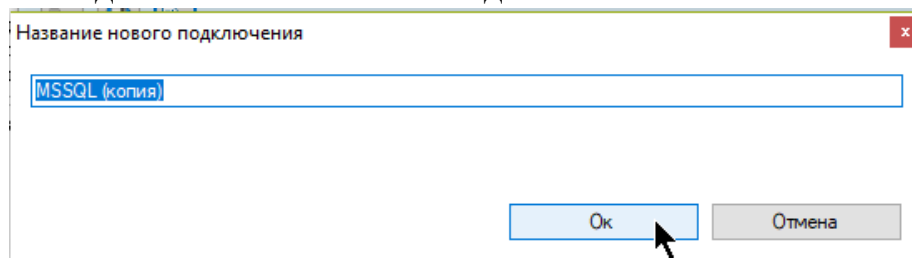 Название нового подключения
x
MSSQL (копия)
Ок
Отмена